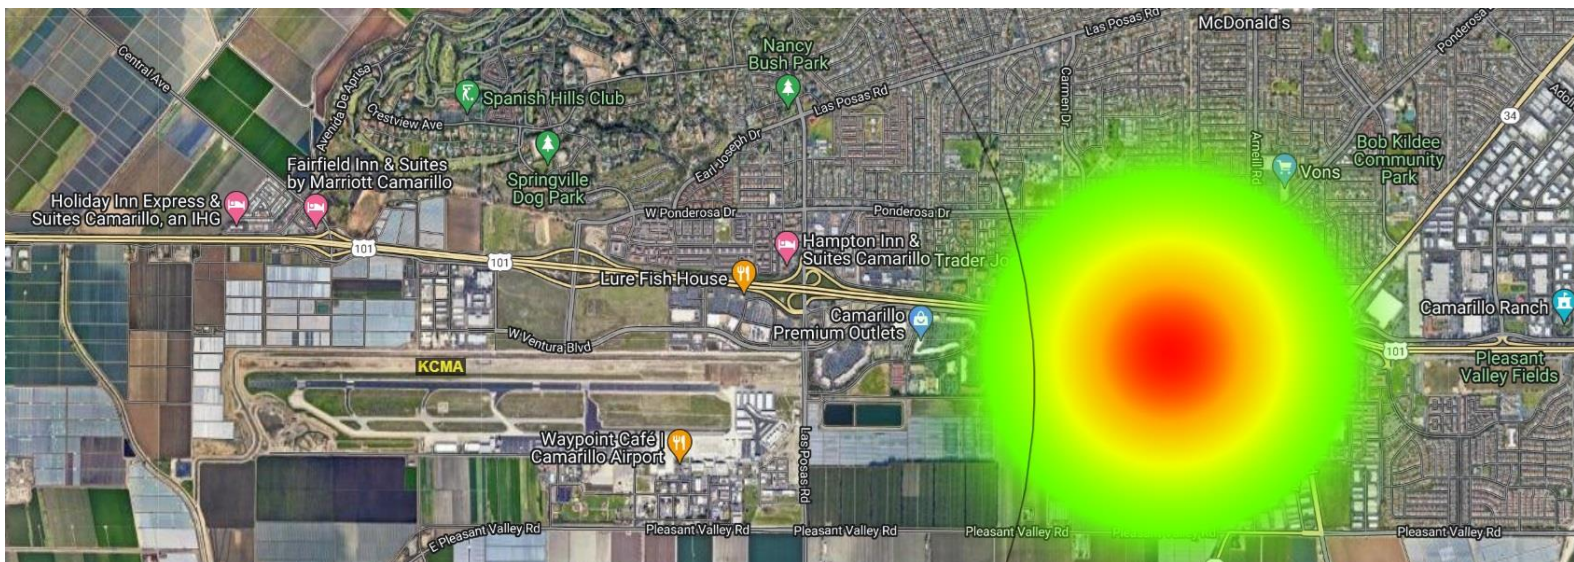 Central Ave
Avenida De Aprisa
Crestview Ave
Spanish Hills Club
Nancy
Bush Park
Las Posas Rd
Las Posas Rd
McDonald's
Carmen Dr
Arneill Rd
34
Springville
Dog Park
Earl Joseph Dr
Fairfield Inn & Suites
by Marriott Camarillo
Holiday Inn Express &
Suites Camarillo, an IHG
W Ponderosa Dr
Ponderosa Dr
Vons
Bob Kildee
Community
Park
101
101
Hampton Inn &
Suites Camarillo
Trader Jo
Lure Fish House
Camarillo
Premium Outlets
Camarillo Ranch
W Ventura Blvd
101
Pleasant
Valley Fields
KCMA
Waypoint Café |
Camarillo Airport
Las Posas Rd
E Pleasant Valley Rd
Pleasant Valley Rd
Pleasant Valley Rd
Pleasant Valley Rd
Pleasant Valley Rd